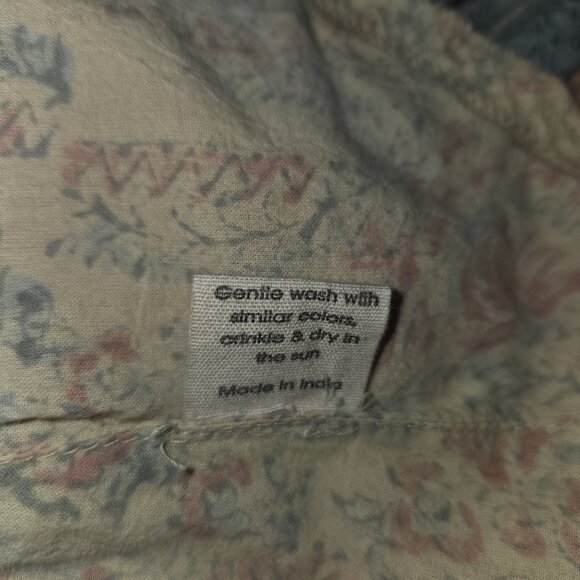 Gentle wash with
similar colors,
crinkle & dry in
the sun
Made in India